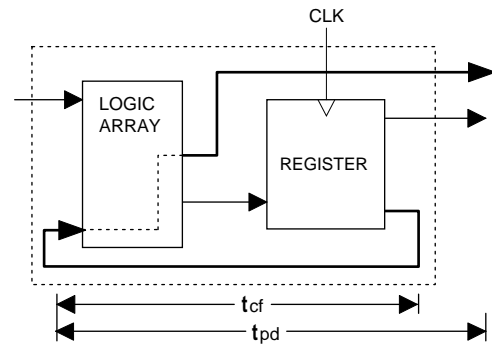 CLK
LOGIC
ARRAY
REGISTER
tcf
tpd